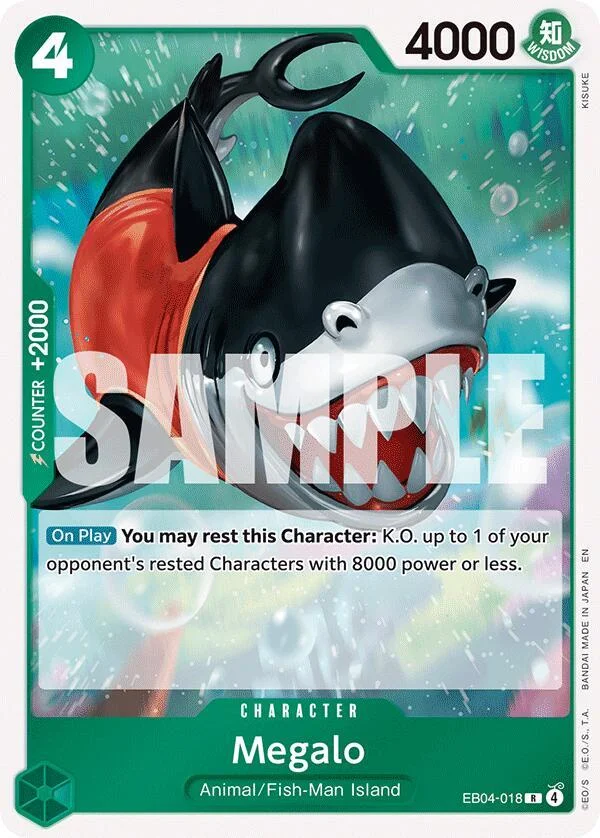 4
4000
知
WISDOM
KISUKE
COUNTER +2000
SAMPLE
On Play You may rest this Character: K.O. up to 1 of your
opponent's rested Characters with 8000 power or less.
CHARACTER
Megalo
Animal/Fish-Man Island
EB04-018 R 4
©EO/S ©E.O./S., T.A. BANDAI MADE IN JAPAN EN